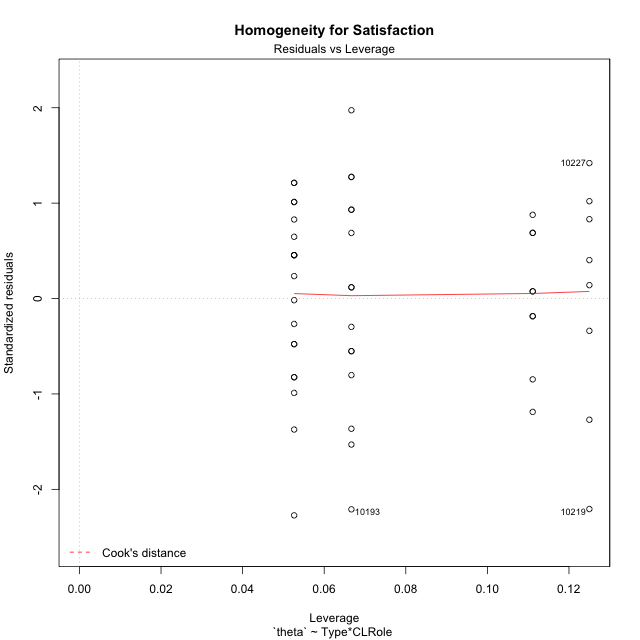 Homogeneity for Satisfaction
Residuals vs Leverage
2
1
0
-1
-2
Standardized residuals
10227
10193
10219
Cook's distance
0.00
0.02
0.04
0.06
0.08
0.10
0.12
Leverage
`theta` ~ Type*CLRole